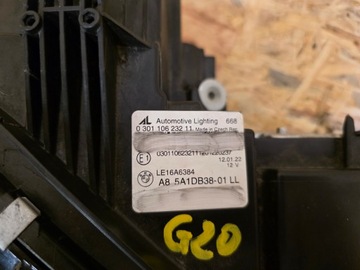 AL Automotive Lighting 668
0 301 106 232 11 Made in Czech Rep.
E1
12.01.22
12 V
LE16A6384
A8 5A1DB38-01 LL
G20